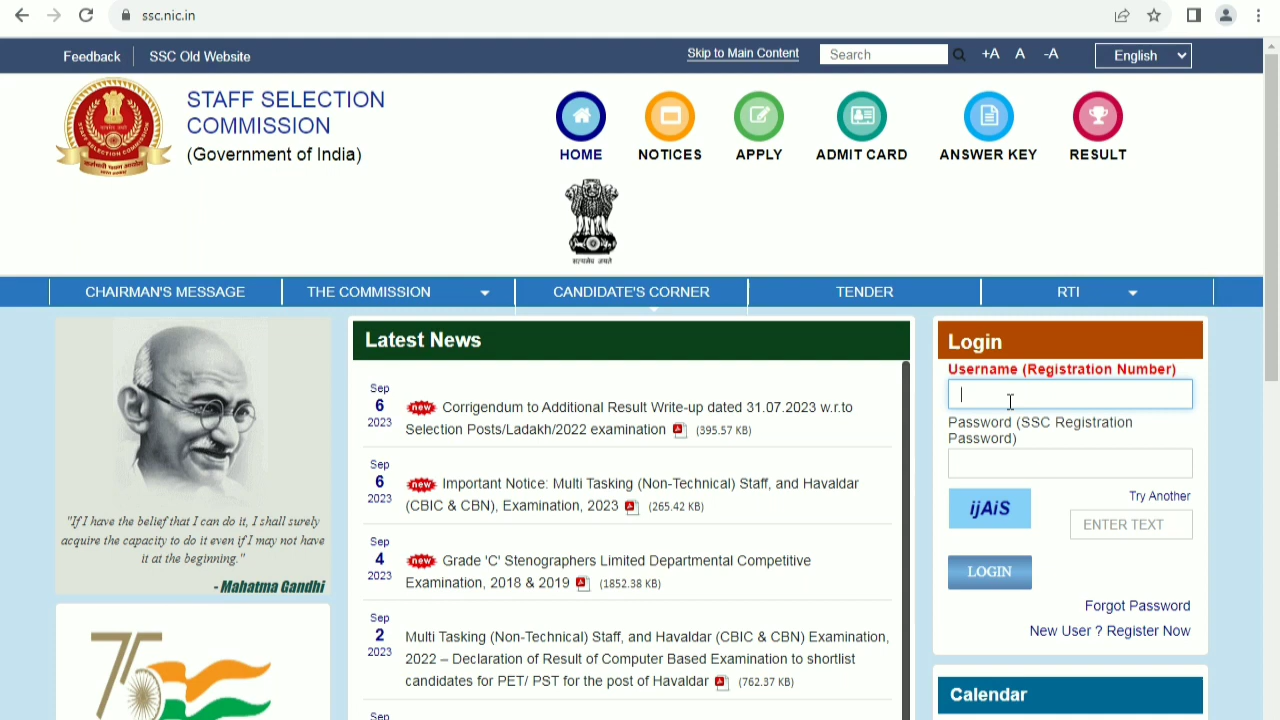 ssc.nic.in
Feedback
SSC Old Website
Skip to Main Content
Search
+A
A
-A
English
STAFF SELECTION
COMMISSION
(Government of India)
HOME
NOTICES
APPLY
ADMIT CARD
ANSWER KEY
RESULT
सत्यमेव जयते
CHAIRMAN'S MESSAGE
THE COMMISSION
CANDIDATE'S CORNER
TENDER
RTI
"If I have the belief that I can do it, I shall surely
acquire the capacity to do it even if I may not have
it at the beginning."
- Mahatma Gandhi
75
Latest News
Sep
6
2023
new Corrigendum to Additional Result Write-up dated 31.07.2023 w.r.to
Selection Posts/Ladakh/2022 examination (395.57 KB)
Sep
6
2023
new Important Notice: Multi Tasking (Non-Technical) Staff, and Havaldar
(CBIC & CBN), Examination, 2023 (265.42 KB)
Sep
4
2023
new Grade 'C' Stenographers Limited Departmental Competitive
Examination, 2018 & 2019 (1852.38 KB)
Sep
2
2023
Multi Tasking (Non-Technical) Staff, and Havaldar (CBIC & CBN) Examination,
2022 – Declaration of Result of Computer Based Examination to shortlist
candidates for PET/ PST for the post of Havaldar (762.37 KB)
Sep
Login
Username (Registration Number)
Password (SSC Registration
Password)
ijAiS
Try Another
ENTER TEXT
LOGIN
Forgot Password
New User ? Register Now
Calendar